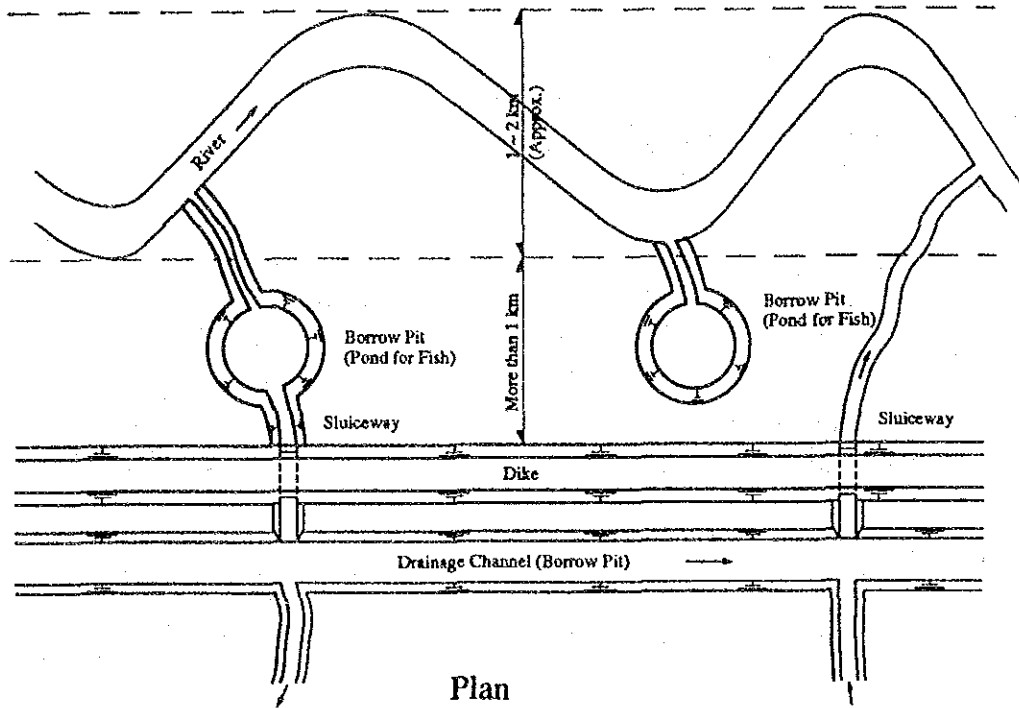 River
1 ~ 2 km
(Approx.)
More than 1 km
Borrow Pit
(Pond for Fish)
Borrow Pit
(Pond for Fish)
Sluiceway
Sluiceway
Dike
Drainage Channel (Borrow Pit)
Plan